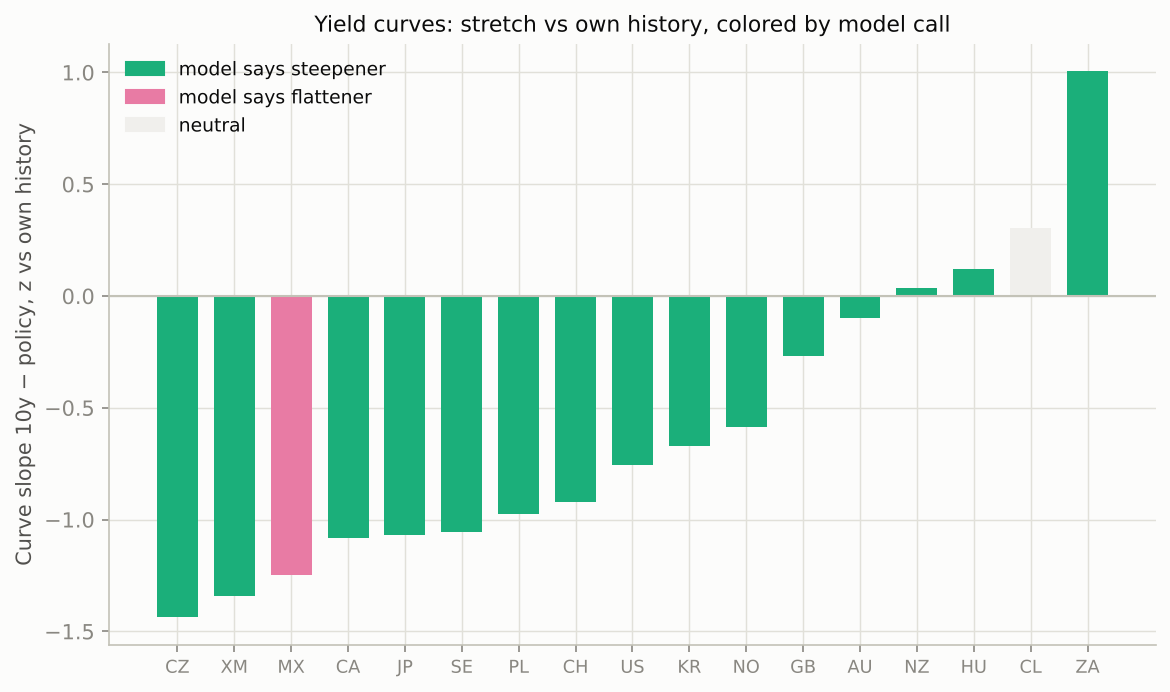 Yield curves: stretch vs own history, colored by model call
model says steepener
model says flattener
neutral
Curve slope 10y − policy, z vs own history
1.0
0.5
0.0
−0.5
−1.0
−1.5
CZ XM MX CA JP SE PL CH US KR NO GB AU NZ HU CL ZA